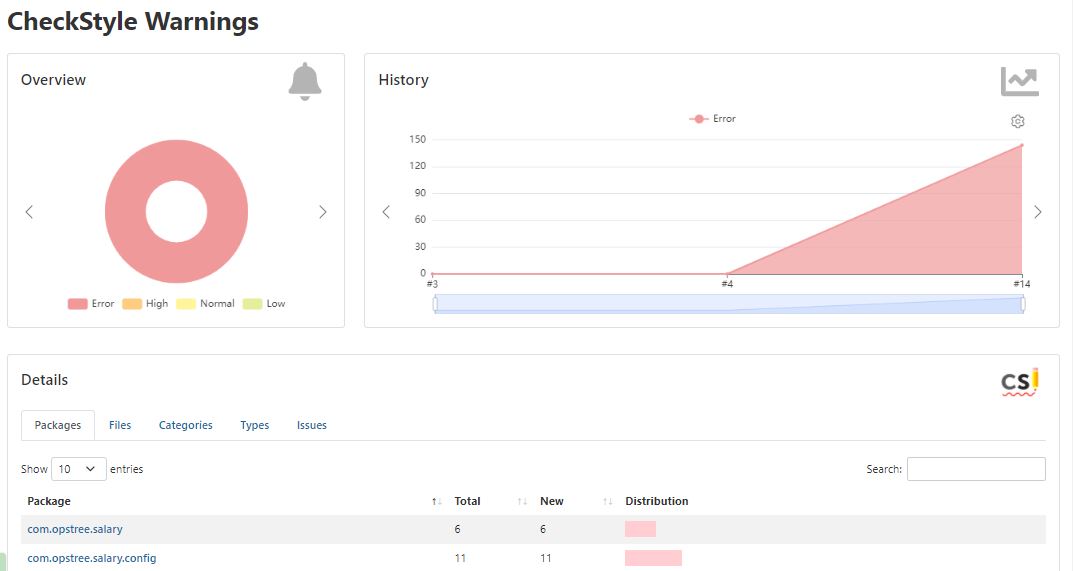 CheckStyle Warnings
Overview
Error High Normal Low
History
Error
150
120
90
60
30
0
#3 #4 #14
Details
CS
Packages Files Categories Types Issues
Show 10 entries Search:
Package Total New Distribution
com.opstree.salary 6 6
com.opstree.salary.config 11 11